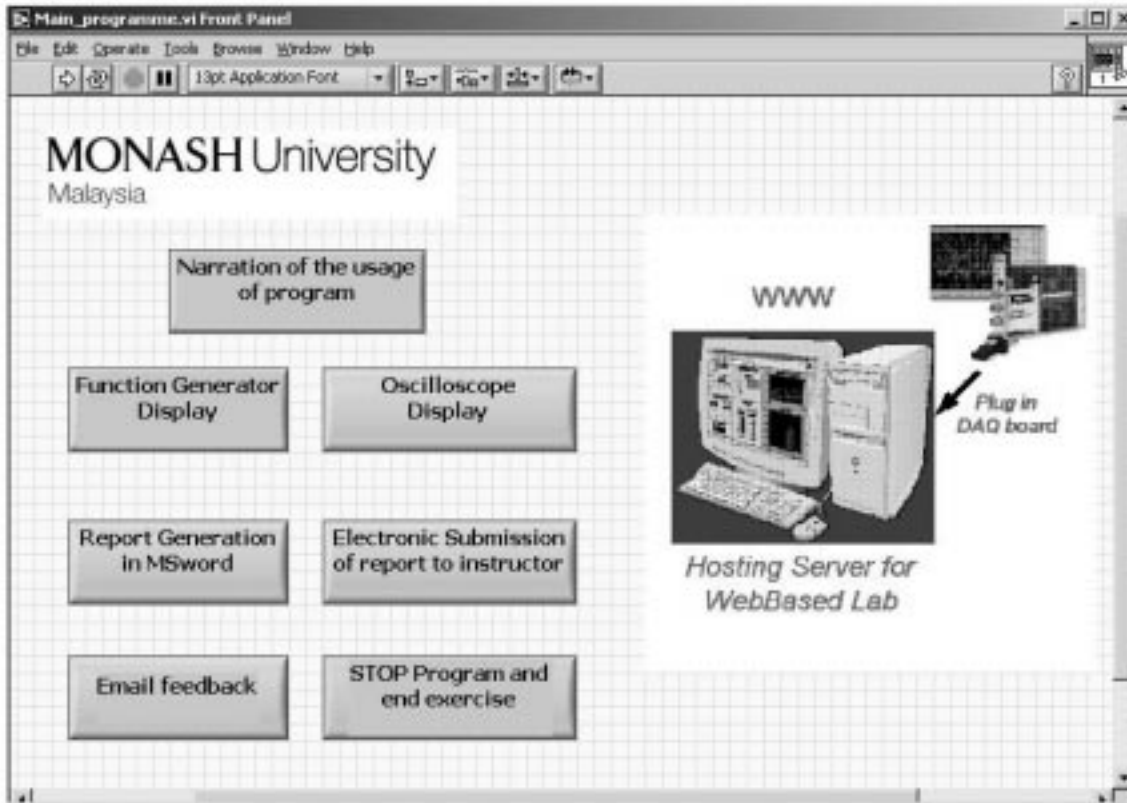 Main_programme.vi Front Panel
File Edit Operate Tools Browse Window Help
13pt Application Font
MONASH University
Malaysia
Narration of the usage
of program
Function Generator
Display
Oscilloscope
Display
Report Generation
in MSword
Electronic Submission
of report to instructor
Email feedback
STOP Program and
end exercise
WWW
Plug in
DAQ board
Hosting Server for
WebBased Lab